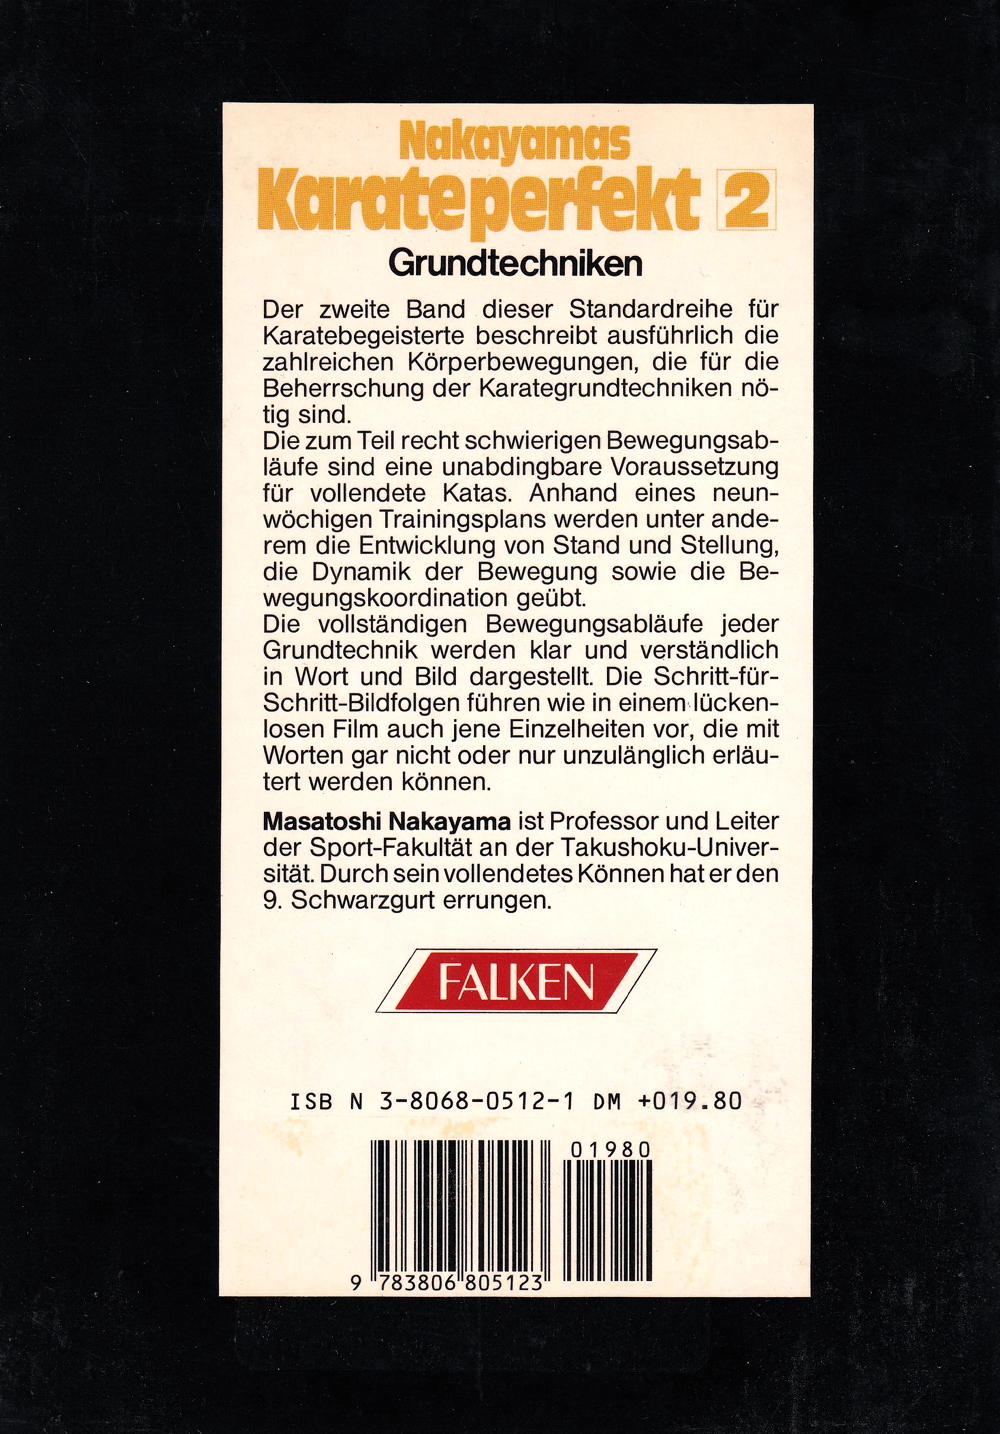 Nakayamas
Karate perfekt 2
Grundtechniken
Der zweite Band dieser Standardreihe für
Karatebegeisterte beschreibt ausführlich die
zahlreichen Körperbewegungen, die für die
Beherrschung der Karategrundtechniken nö-
tig sind.
Die zum Teil recht schwierigen Bewegungsab-
läufe sind eine unabdingbare Voraussetzung
für vollendete Katas. Anhand eines neun-
wöchigen Trainingsplans werden unter ande-
rem die Entwicklung von Stand und Stellung,
die Dynamik der Bewegung sowie die Be-
wegungskoordination geübt.
Die vollständigen Bewegungsabläufe jeder
Grundtechnik werden klar und verständlich
in Wort und Bild dargestellt. Die Schritt-für-
Schritt-Bildfolgen führen wie in einem lücken-
losen Film auch jene Einzelheiten vor, die mit
Worten gar nicht oder nur unzulänglich erläu-
tert werden können.
Masatoshi Nakayama ist Professor und Leiter
der Sport-Fakultät an der Takushoku-Univer-
sität. Durch sein vollendetes Können hat er den
9. Schwarzgurt errungen.
FALKEN
ISB N 3-8068-0512-1 DM +019.80
01980
9 783806 805123